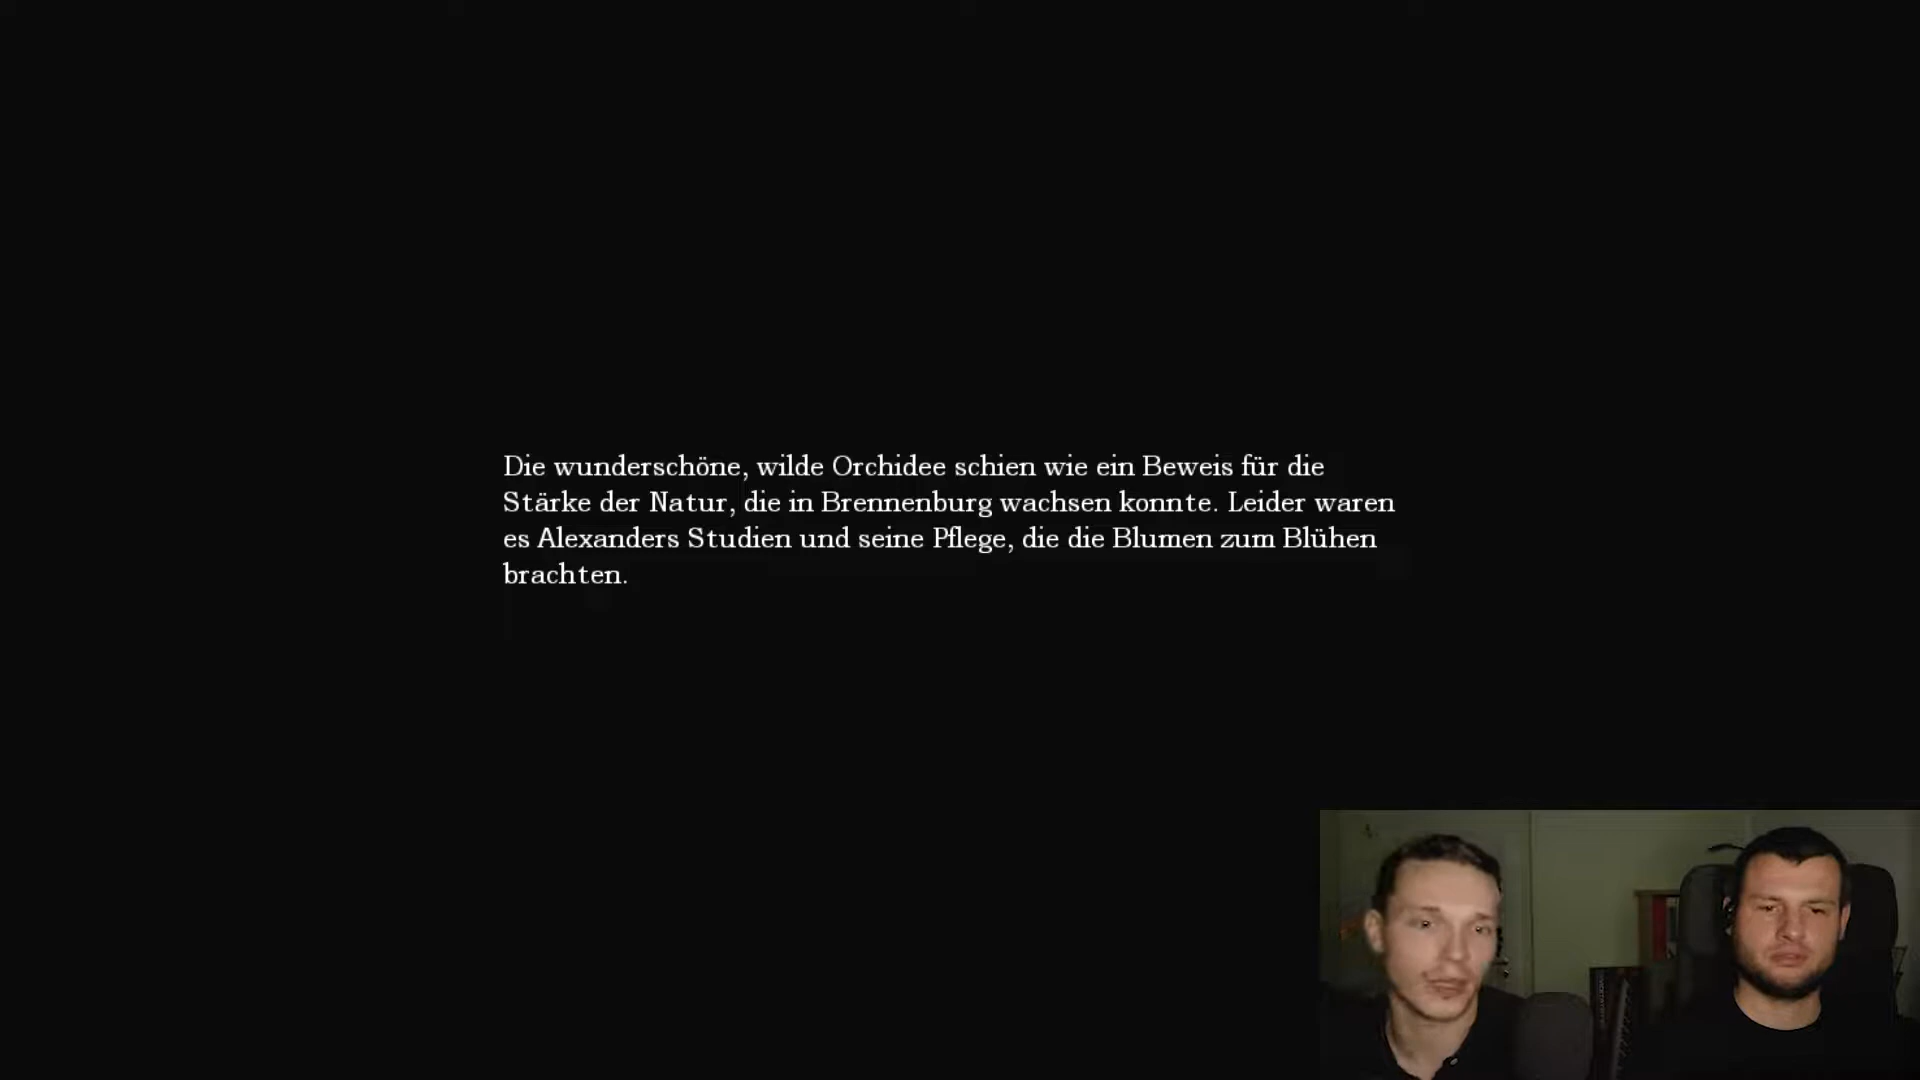 Die wunderschöne, wilde Orchidee schien wie ein Beweis für die
Stärke der Natur, die in Brennenburg wachsen konnte. Leider waren
es Alexanders Studien und seine Pflege, die die Blumen zum Blühen
brachten.